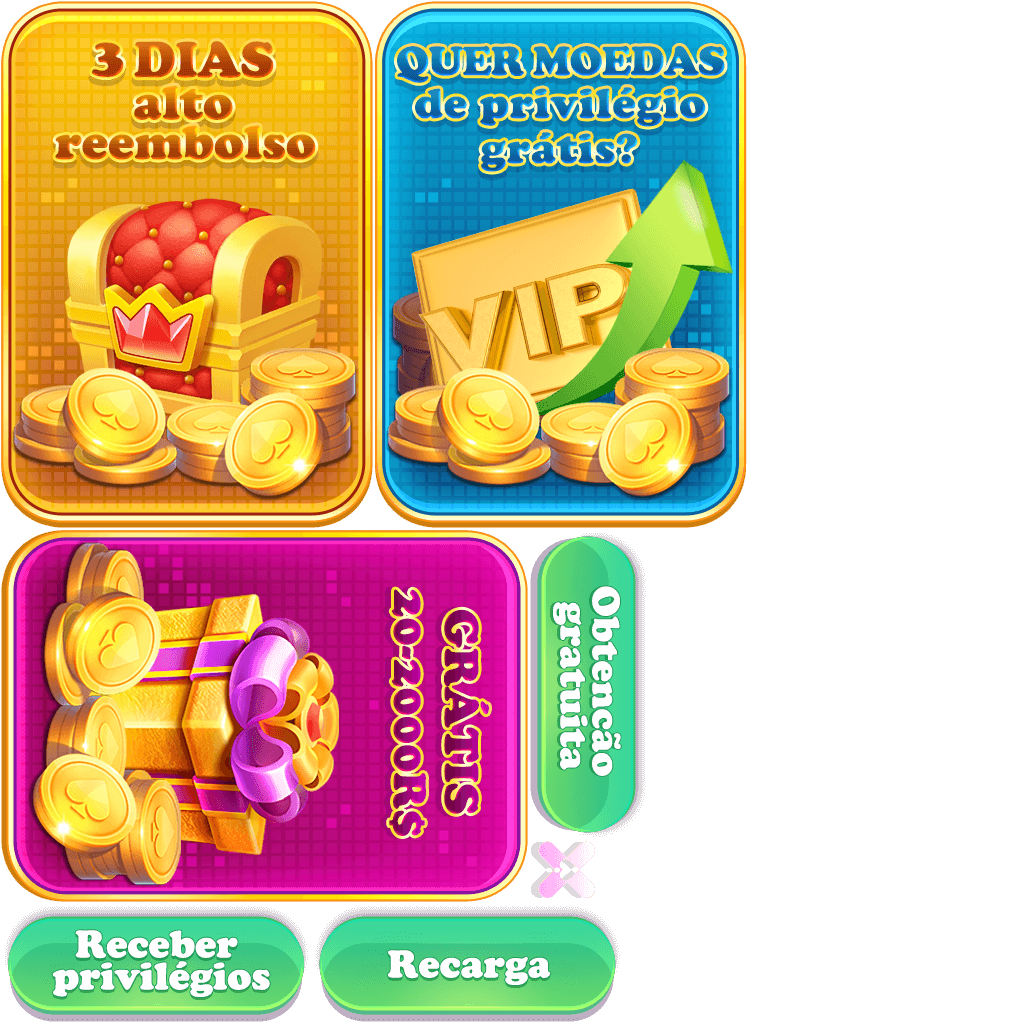 3 DIAS
alto
reembolso
QUER MOEDAS
de privilégio
grátis?
VIP
GRÁTIS
20-2000R$
Obtenção
gratuita
Receber
privilégios
Recarga